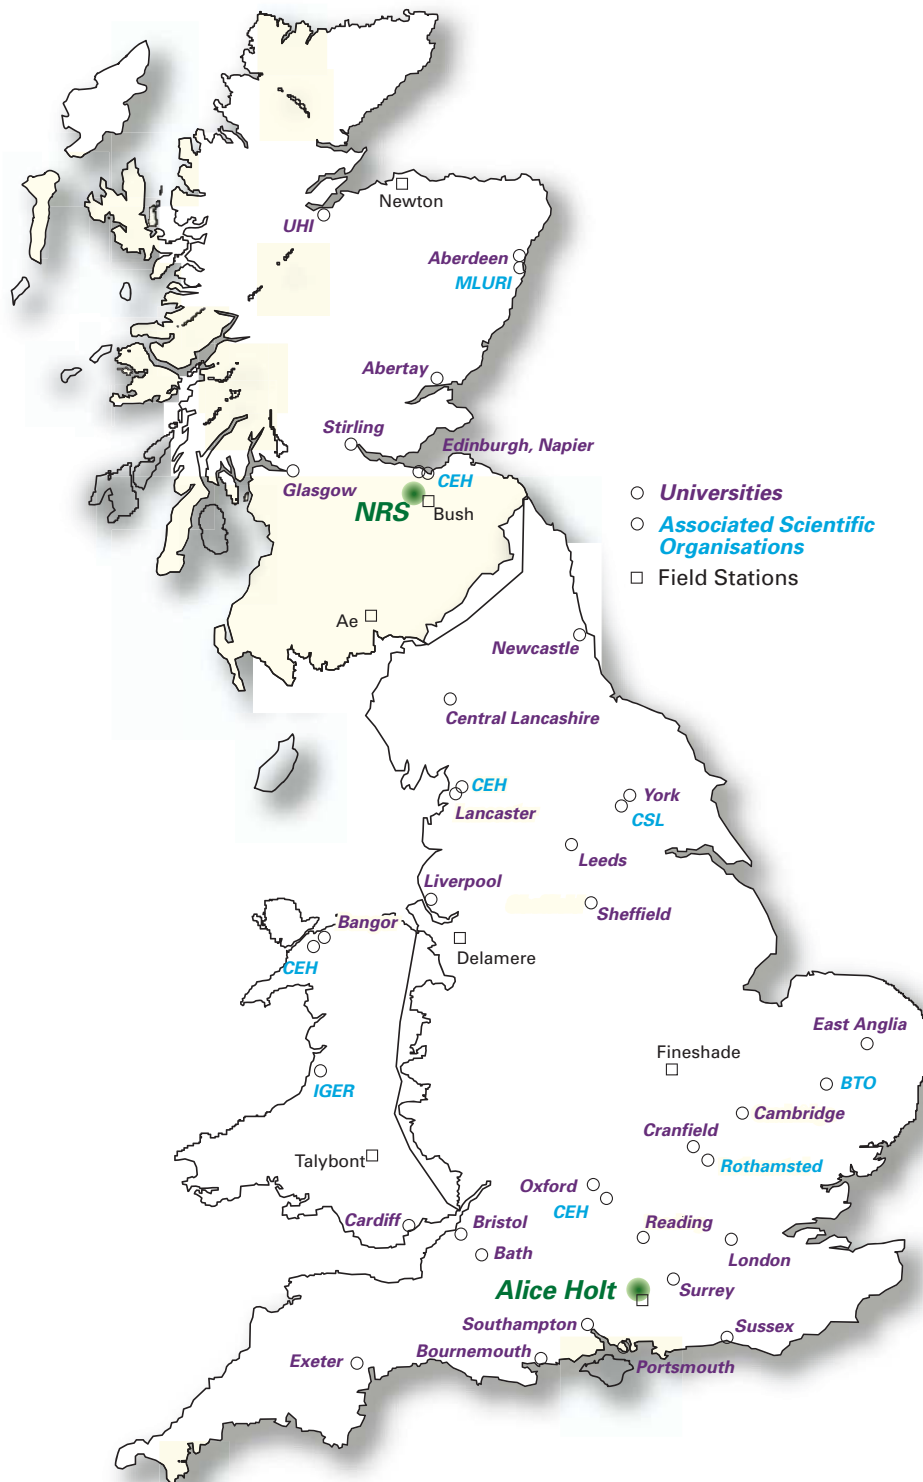 Newton
UHI
Aberdeen
MLURI
Abertay
Stirling
Edinburgh, Napier
CEH
Glasgow
NRS
Bush
Universities
Associated Scientific
Organisations
Field Stations
Ae
Newcastle
Central Lancashire
CEH
York
Lancaster
CSL
Leeds
Liverpool
Sheffield
Bangor
Delamere
CEH
East Anglia
Fineshade
BTO
IGER
Cambridge
Cranfield
Talybont
Rothamsted
Oxford
CEH
Cardiff
Bristol
Reading
Bath
London
Alice Holt
Surrey
Southampton
Sussex
Bournemouth
Exeter
Portsmouth